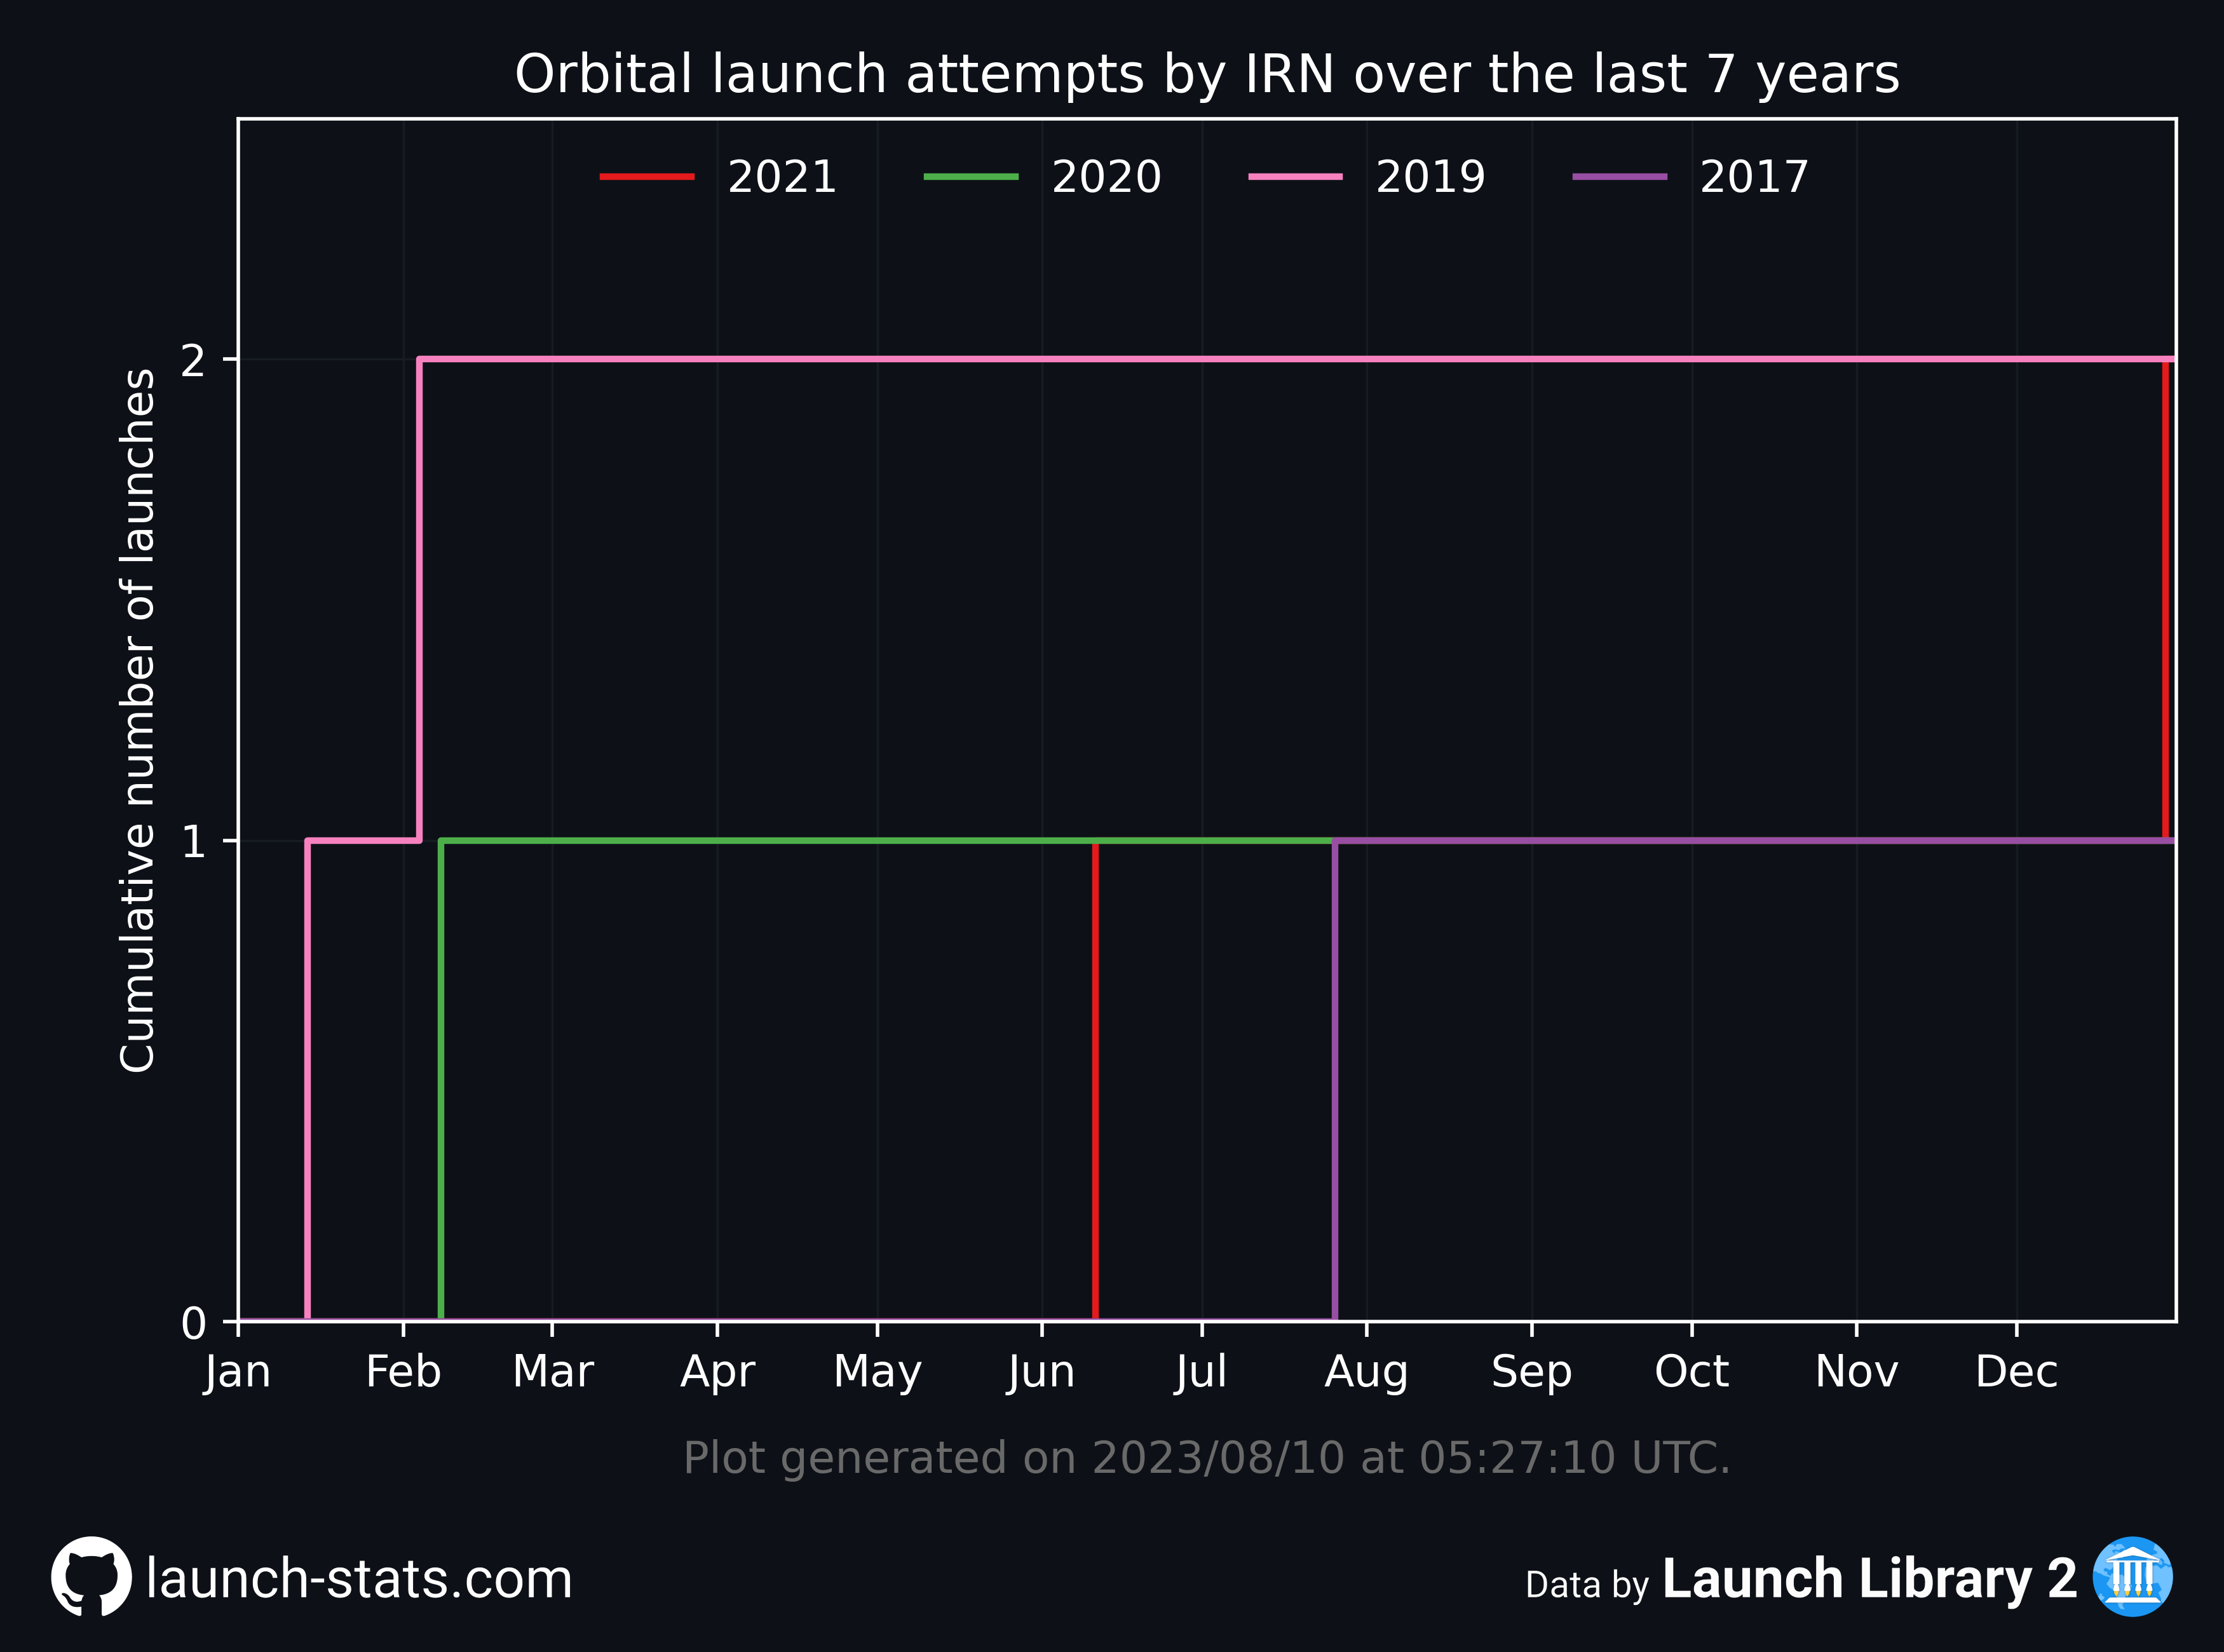 Orbital launch attempts by IRN over the last 7 years
2021 2020 2019 2017
Cumulative number of launches
2
1
0
Jan Feb Mar Apr May Jun Jul Aug Sep Oct Nov Dec
Plot generated on 2023/08/10 at 05:27:10 UTC.
launch-stats.com
Data by Launch Library 2